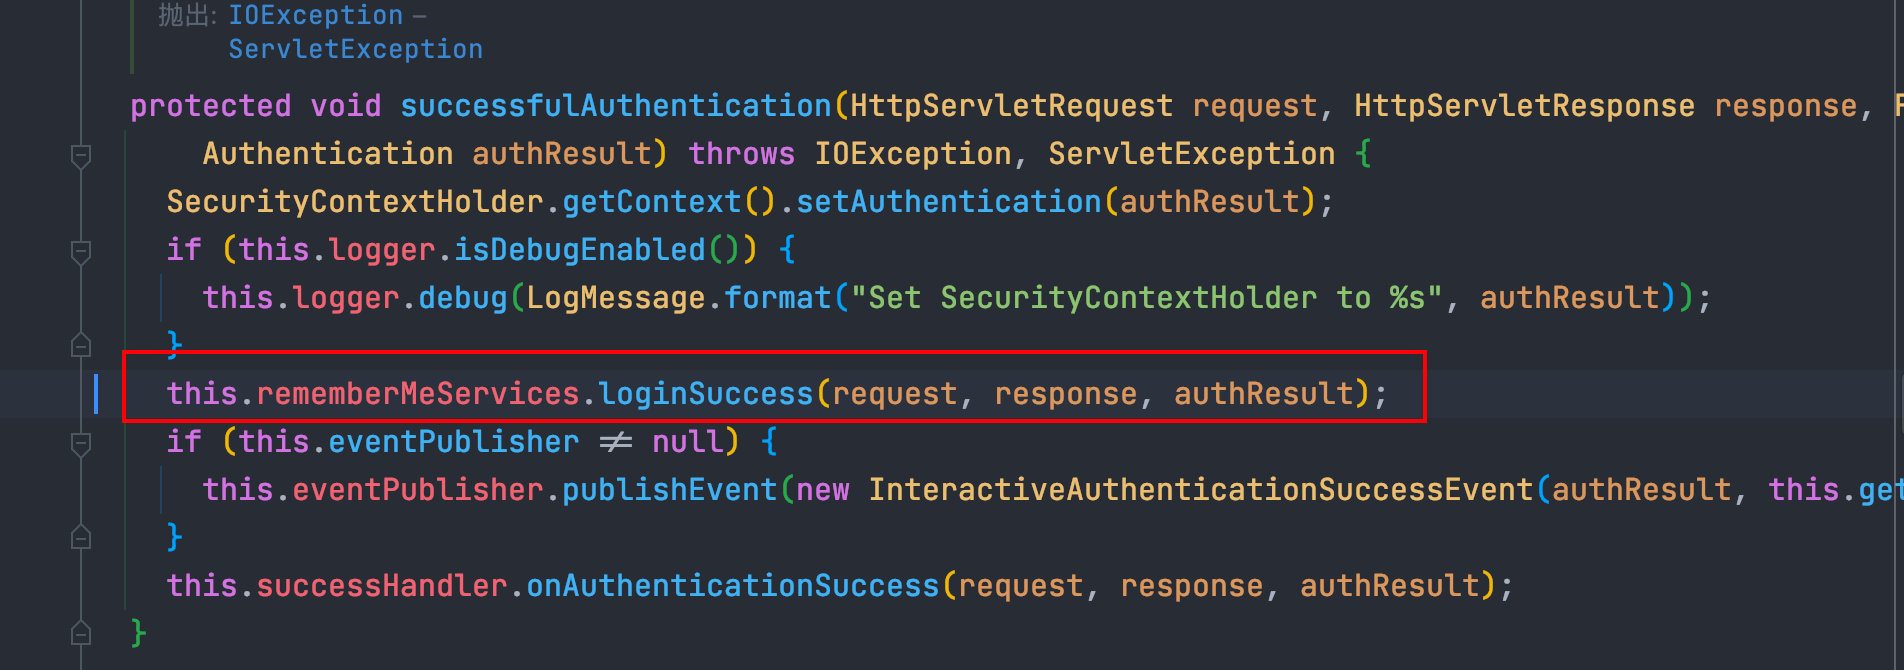 抛出: IOException –
ServletException
protected void successfulAuthentication(HttpServletRequest request, HttpServletResponse response,
Authentication authResult) throws IOException, ServletException {
SecurityContextHolder.getContext().setAuthentication(authResult);
if (this.logger.isDebugEnabled()) {
this.logger.debug(LogMessage.format("Set SecurityContextHolder to %s", authResult));
}
this.rememberMeServices.loginSuccess(request, response, authResult);
if (this.eventPublisher ≠ null) {
this.eventPublisher.publishEvent(new InteractiveAuthenticationSuccessEvent(authResult, this.get
}
this.successHandler.onAuthenticationSuccess(request, response, authResult);
}